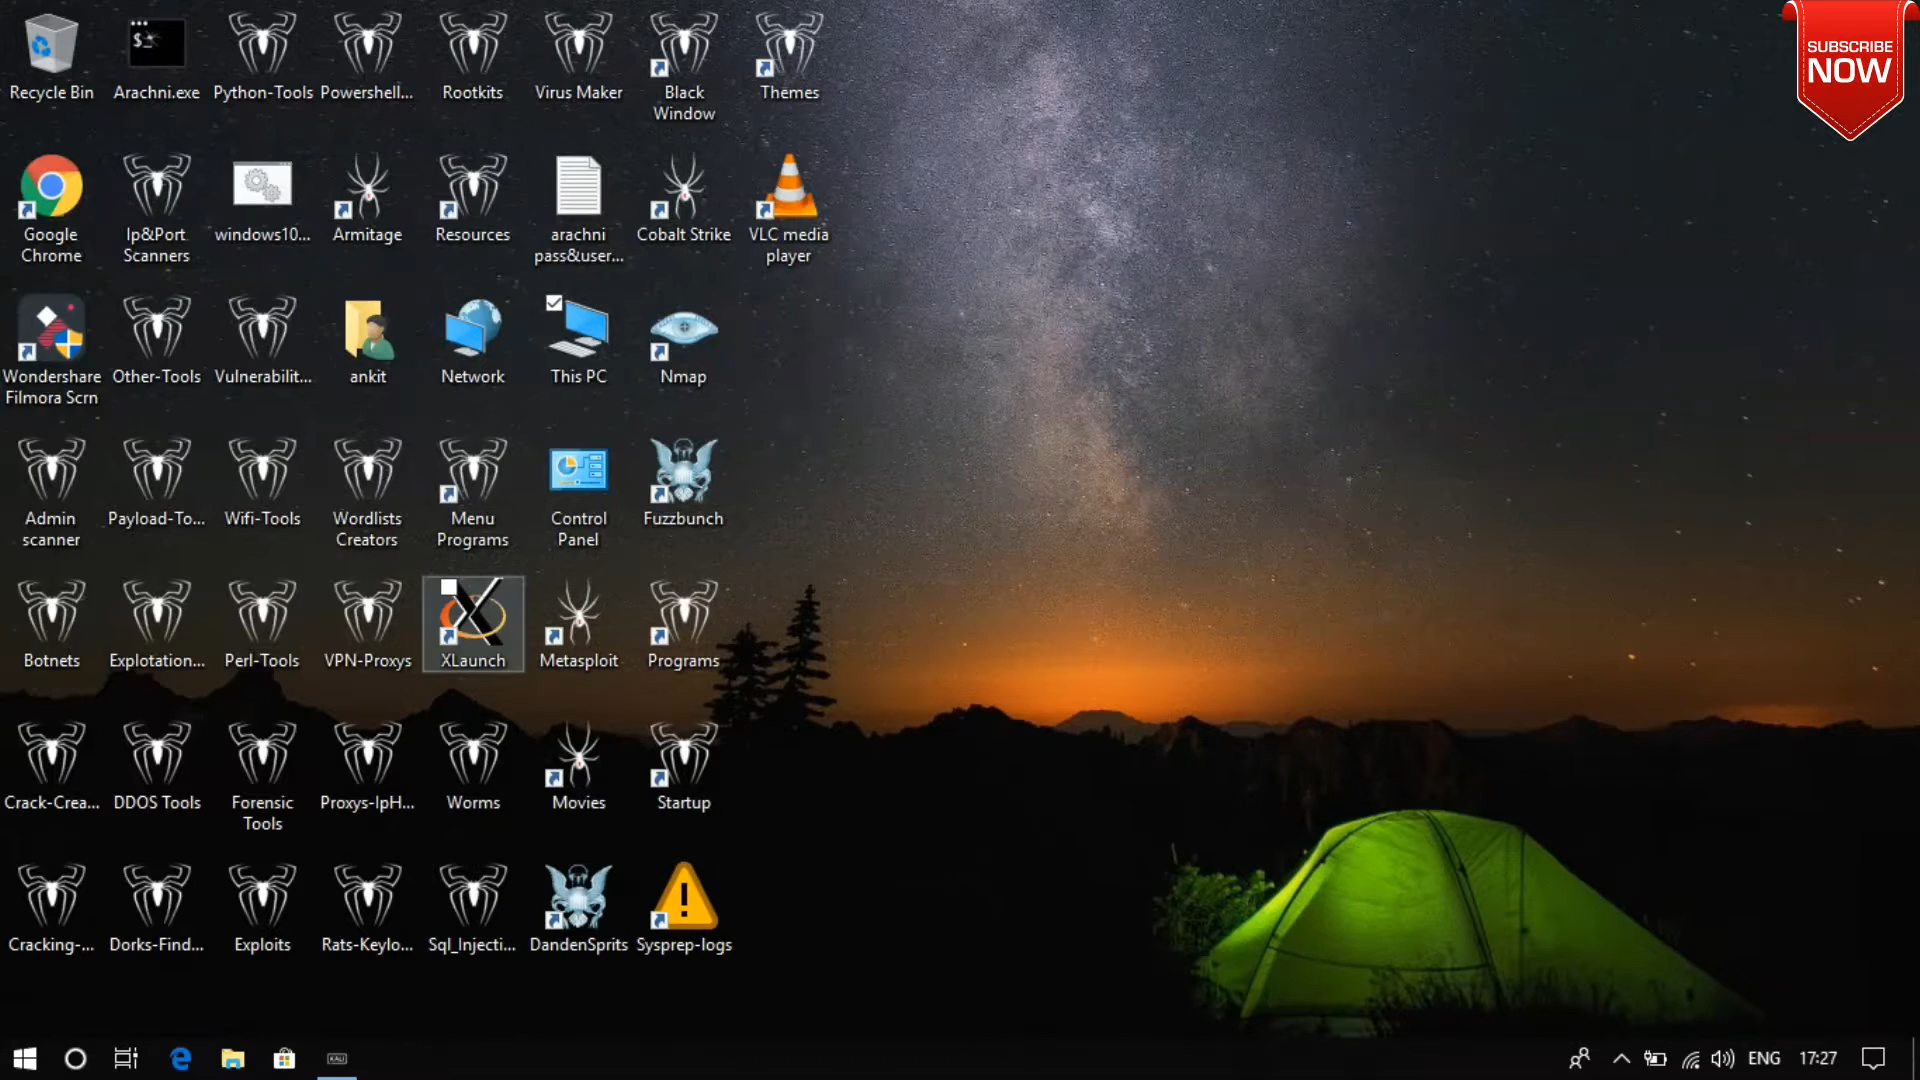 SUBSCRIBE
NOW
Recycle Bin
Arachni.exe
Python-Tools
Powershell...
Rootkits
Virus Maker
Black
Window
Themes
Google
Chrome
Ip&Port
Scanners
windows10...
Armitage
Resources
arachni
pass&user...
Cobalt Strike
VLC media
player
Wondershare
Filmora Scrn
Other-Tools
Vulnerabilit...
ankit
Network
This PC
Nmap
Admin
scanner
Payload-To...
Wifi-Tools
Wordlists
Creators
Menu
Programs
Control
Panel
Fuzzbunch
Botnets
Explotation...
Perl-Tools
VPN-Proxys
XLaunch
Metasploit
Programs
Crack-Crea...
DDOS Tools
Forensic
Tools
Proxys-IpH...
Worms
Movies
Startup
Cracking-...
Dorks-Find...
Exploits
Rats-Keylo...
Sql_Injecti...
DandenSprits
Sysprep-logs
KALI
ENG
17:27